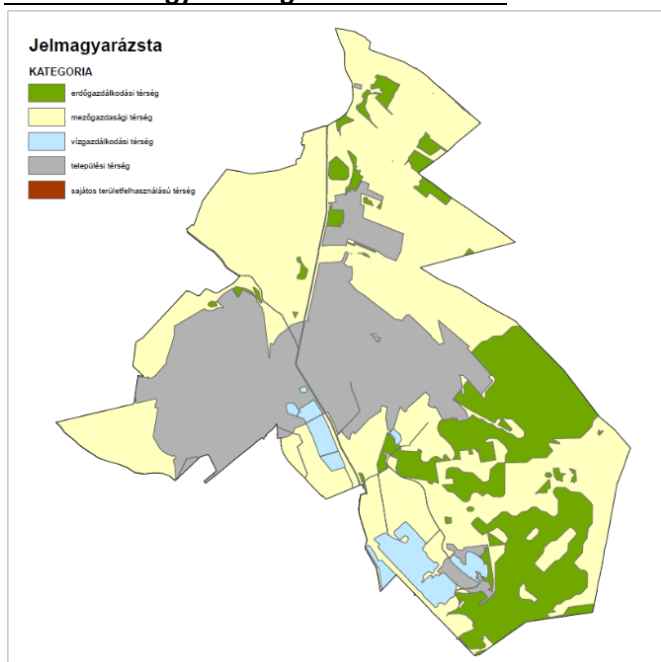 Jelmagyarázsta
KATEGORIA
erdőgazdálkodási térség
mezőgazdasági térség
vízgazdálkodási térség
települési térség
sajátos területfelhasználású térség